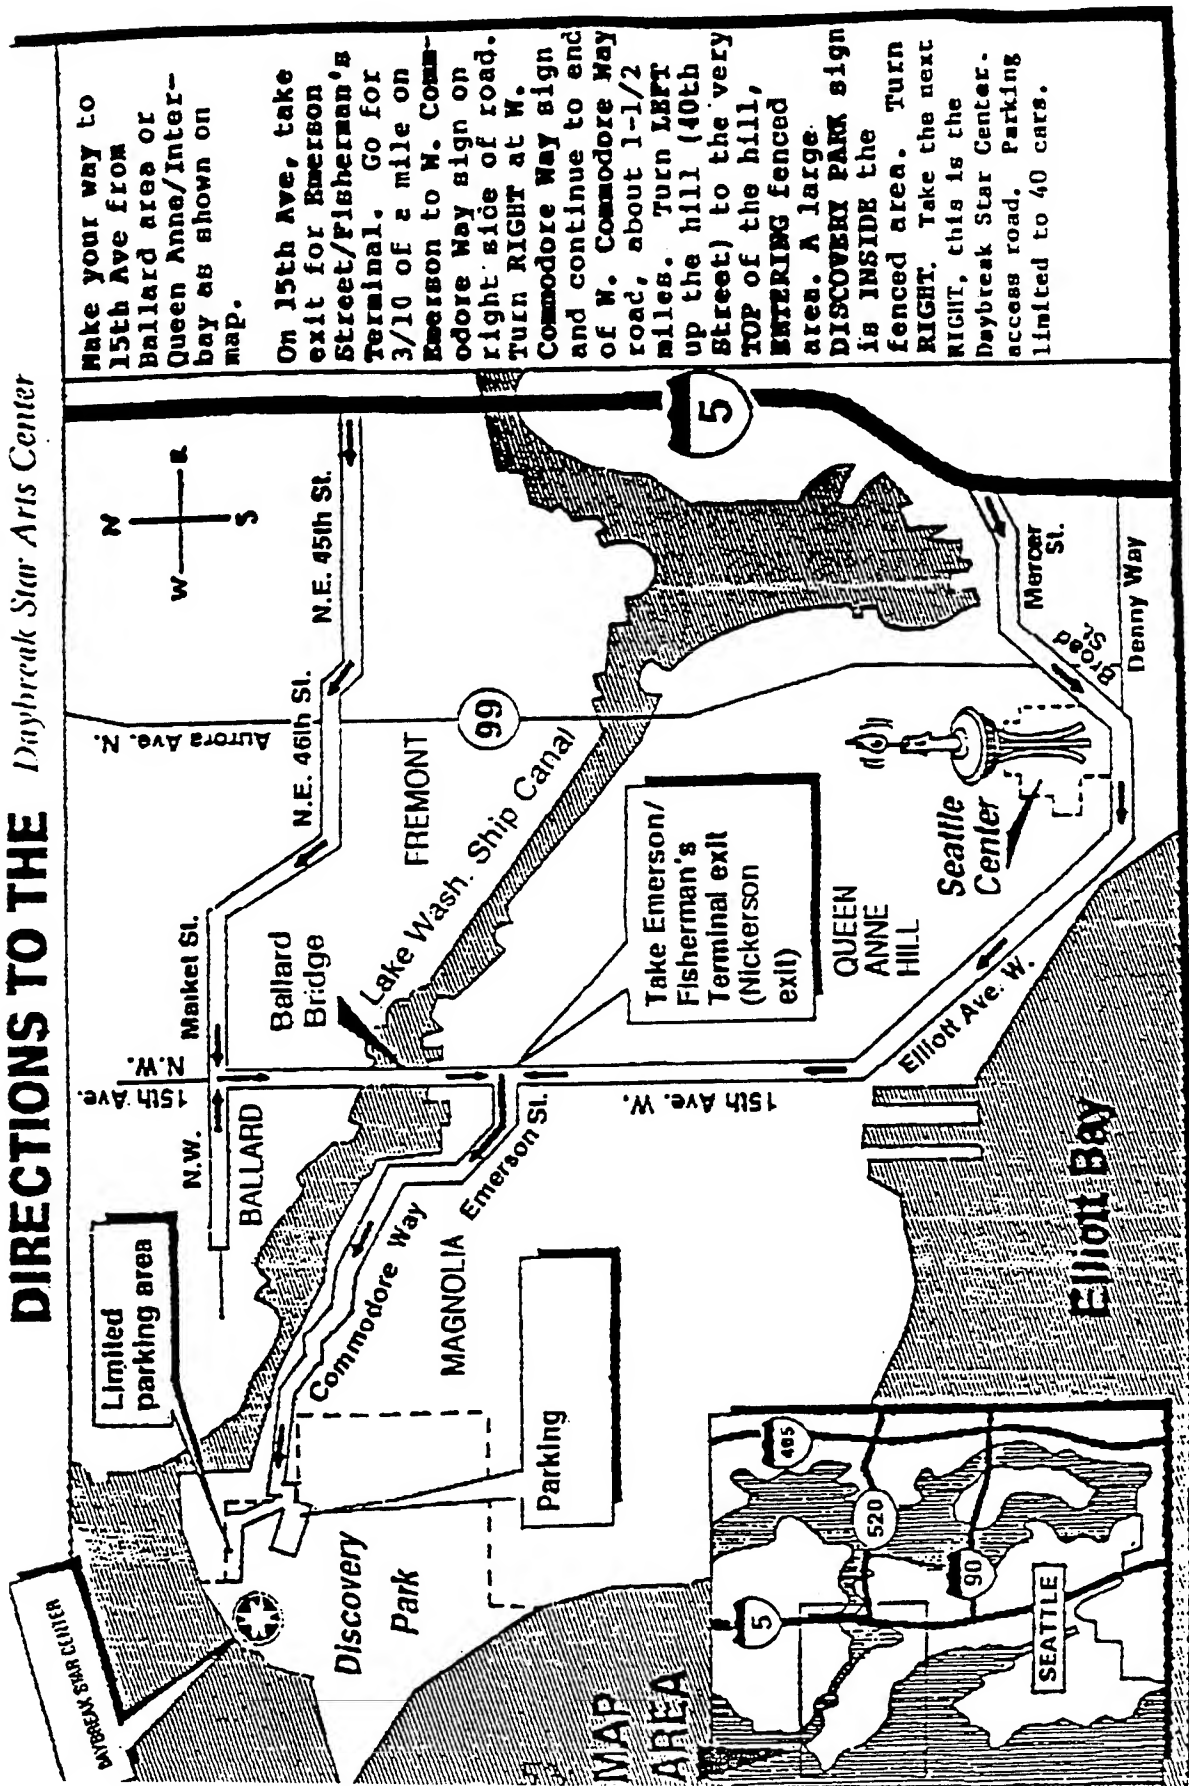 DIRECTIONS TO THE Daybreak Star Arts Center
Make your way to
15th Ave from
Ballard area or
Queen Anne/Inter-
bay as shown on
map.
On 15th Ave, take
exit for Emerson
Street/Fisherman's
Terminal. Go for
3/10 of a mile on
Emerson to W. Comm-
odore Way sign on
right side of road.
Turn RIGHT at W.
Commodore Way sign
and continue to end
of W. Commodore Way
road, about 1-1/2
miles. Turn LEFT
up the hill (40th
Street) to the very
TOP of the hill,
ENTERING fenced
area. A large
DISCOVERY PARK sign
is INSIDE the
fenced area. Turn
RIGHT. Take the next
RIGHT, this is the
Daybreak Star Center.
access road. Parking
limited to 40 cars.
DAYBREAK STAR CENTER
Limited
parking area
N.W.
Market St.
15th Ave.
N.W.
BALLARD
Ballard
Bridge
N.E. 46th St.
N.E. 45th St.
Aurora Ave. N.
N
W
E
S
FREMONT
99
5
Lake Wash. Ship Canal
Commodore Way
Emerson St.
MAGNOLIA
Discovery
Park
Parking
Take Emerson/
Fisherman's
Terminal exit
(Nickerson
exit)
15th Ave. W.
QUEEN
ANNE
HILL
Elliott Ave. W.
Seattle
Center
Mercer
St.
Broad
St.
Denny Way
Elliott Bay
MAP
AREA
5
405
520
90
SEATTLE